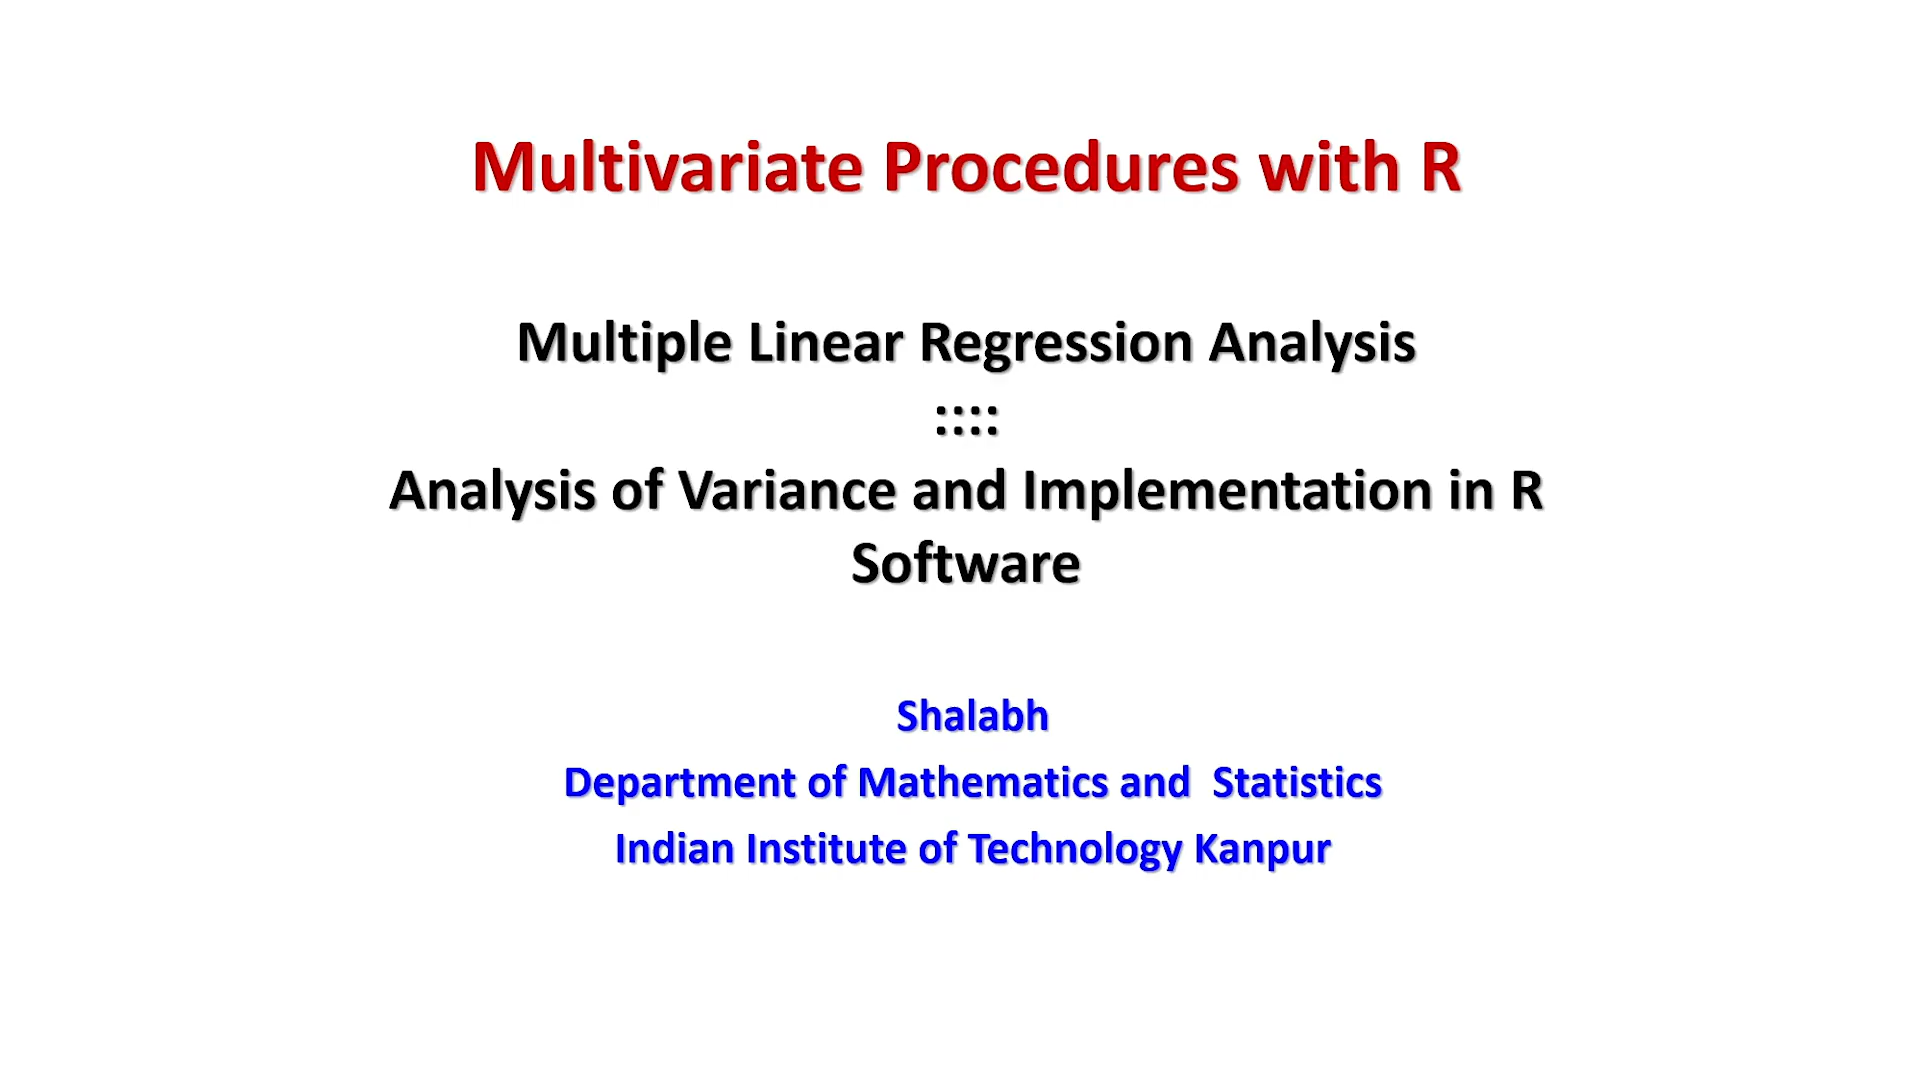 Multivariate Procedures with R
Multiple Linear Regression Analysis
::::
Analysis of Variance and Implementation in R
Software
Shalabh
Department of Mathematics and  Statistics
Indian Institute of Technology Kanpur